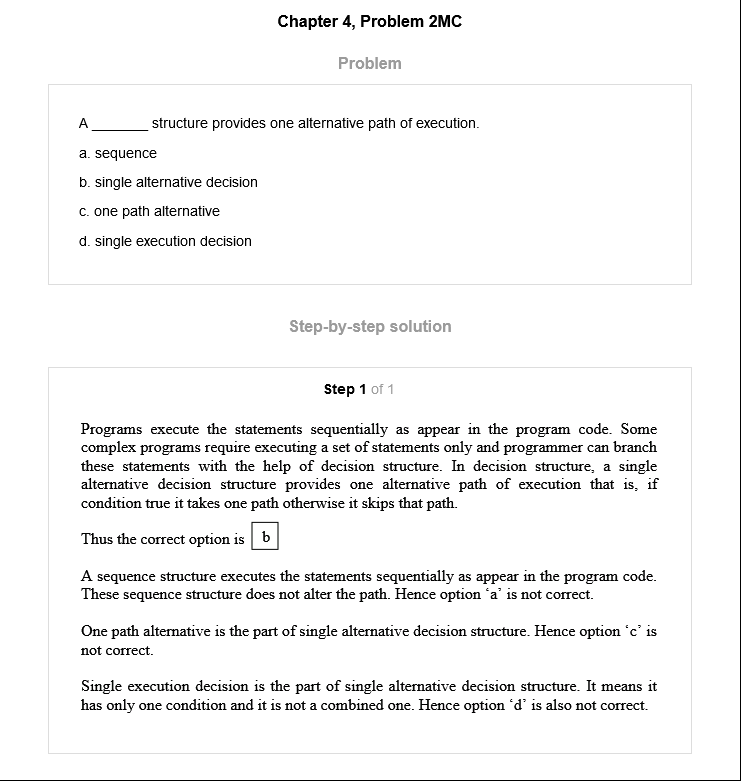 Chapter 4, Problem 2MC
Problem
A _______ structure provides one alternative path of execution.
a. sequence
b. single alternative decision
c. one path alternative
d. single execution decision
Step-by-step solution
Step 1 of 1
Programs execute the statements sequentially as appear in the program code. Some
complex programs require executing a set of statements only and programmer can branch
these statements with the help of decision structure. In decision structure, a single
alternative decision structure provides one alternative path of execution that is, if
condition true it takes one path otherwise it skips that path.
Thus the correct option is b
A sequence structure executes the statements sequentially as appear in the program code.
These sequence structure does not alter the path. Hence option ‘a’ is not correct.
One path alternative is the part of single alternative decision structure. Hence option ‘c’ is
not correct.
Single execution decision is the part of single alternative decision structure. It means it
has only one condition and it is not a combined one. Hence option ‘d’ is also not correct.